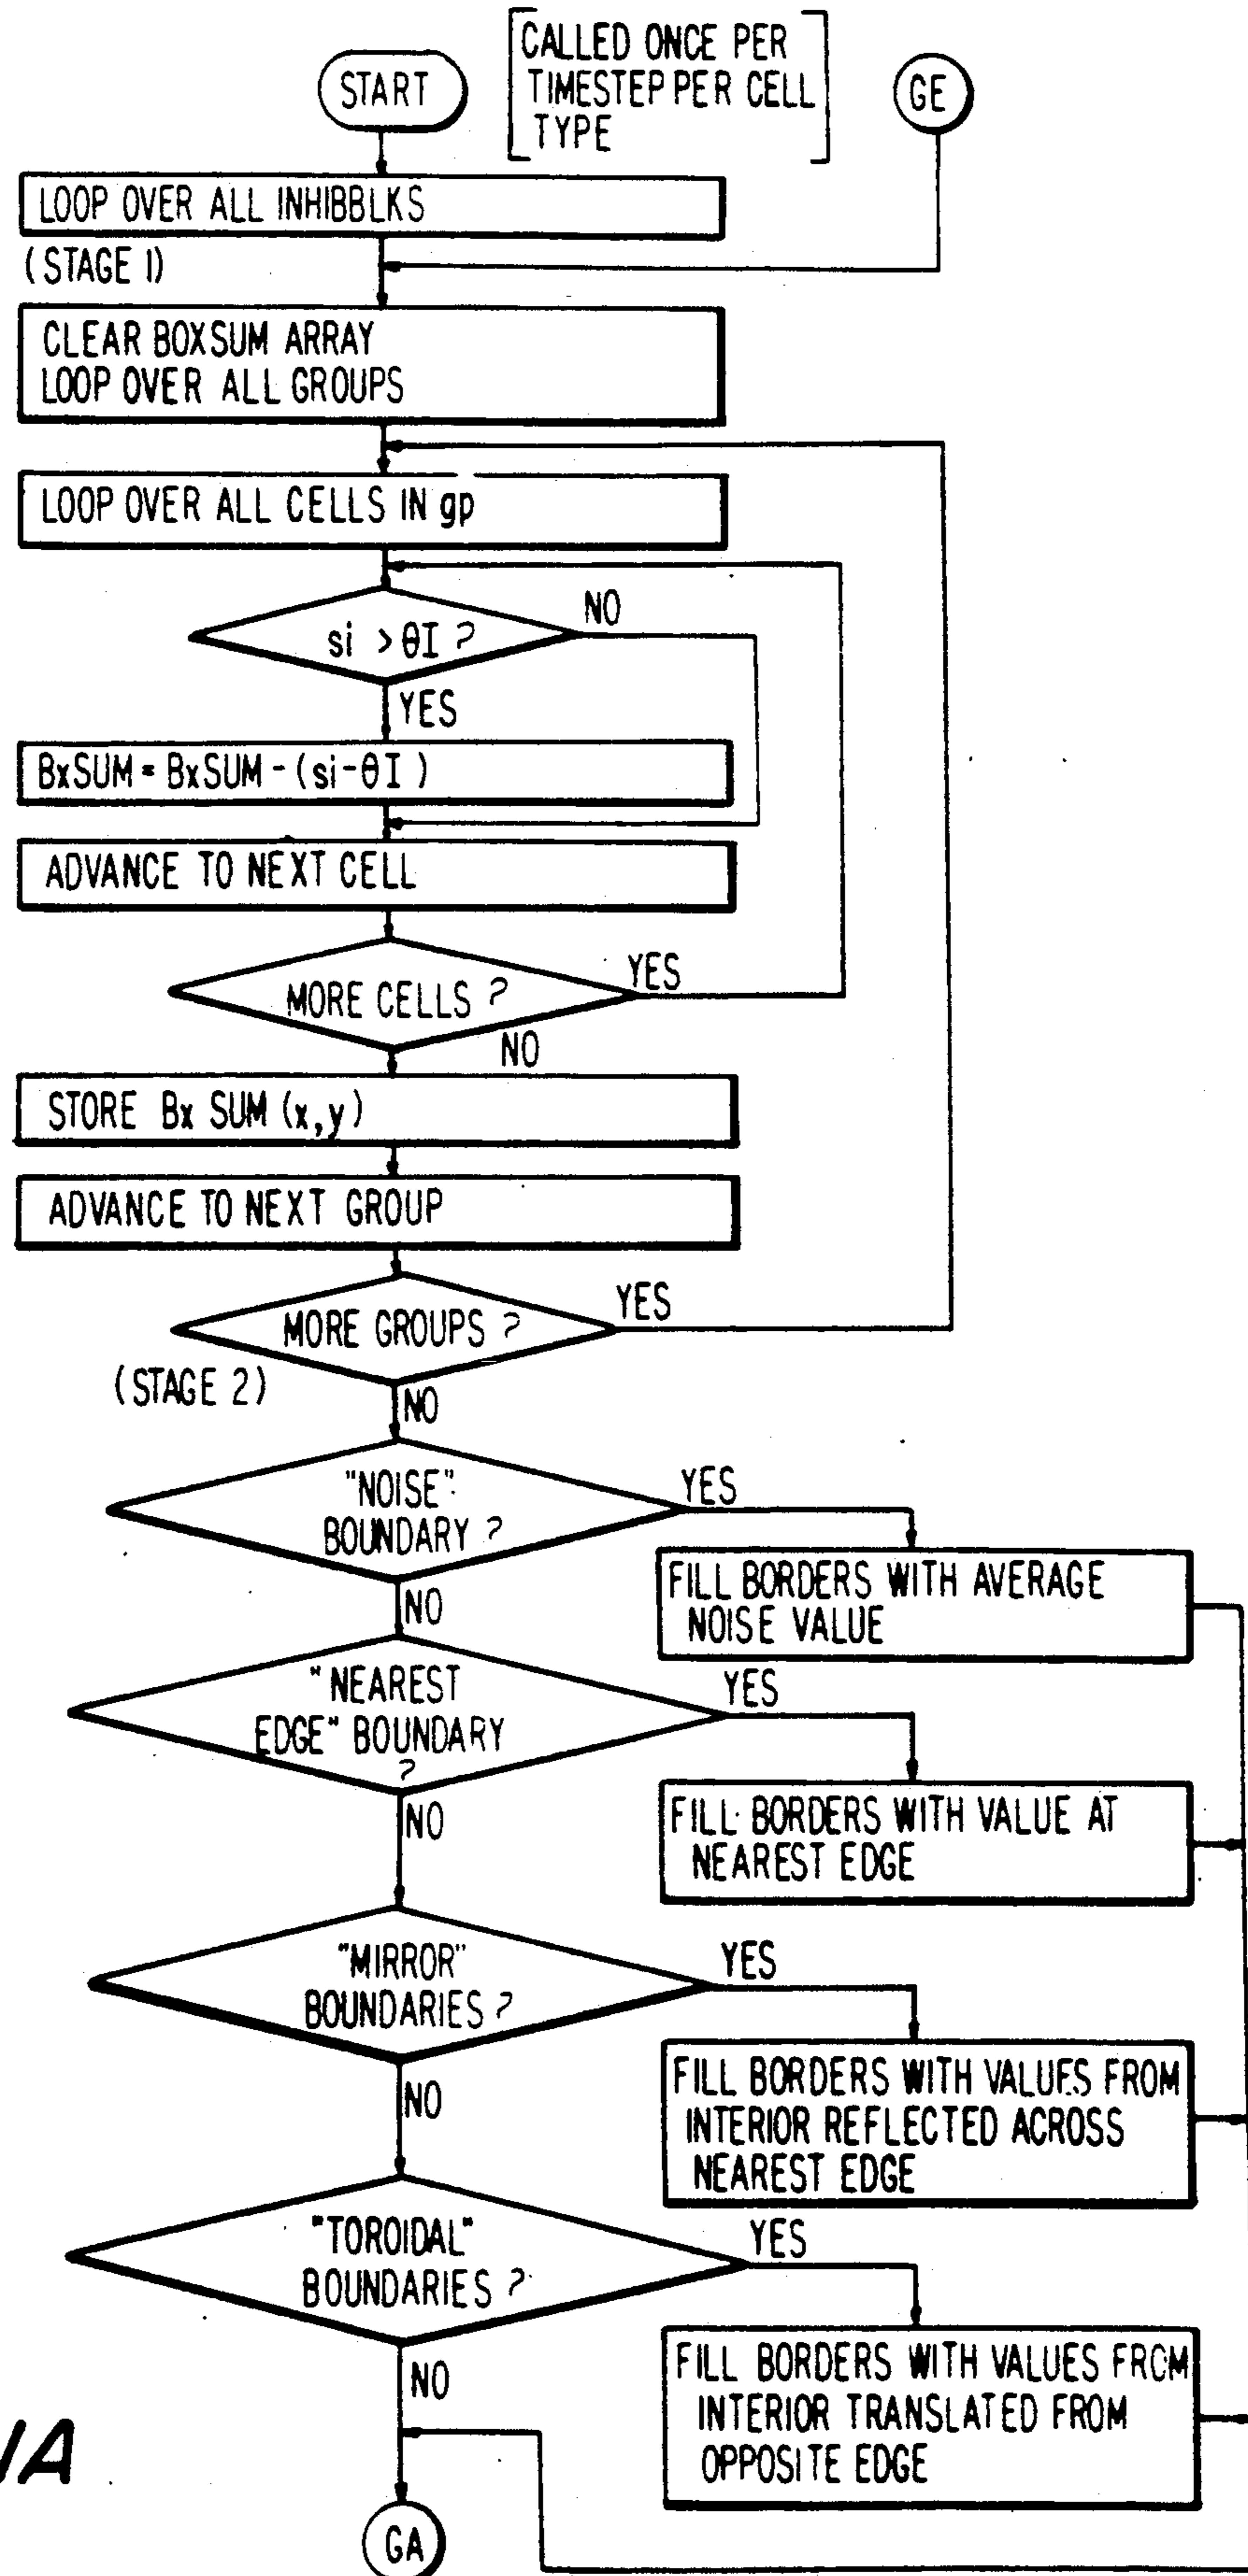 START
[CALLED ONCE PER
TIMESTEP PER CELL
TYPE]
GE
LOOP OVER ALL INHIBBLKS
(STAGE 1)
CLEAR BOXSUM ARRAY
LOOP OVER ALL GROUPS
LOOP OVER ALL CELLS IN gp
si > θI ?
NO
YES
BxSUM = BxSUM - (si-θI)
ADVANCE TO NEXT CELL
MORE CELLS ?
YES
NO
STORE Bx SUM (x,y)
ADVANCE TO NEXT GROUP
MORE GROUPS ?
YES
(STAGE 2)
NO
"NOISE"
BOUNDARY ?
YES
FILL BORDERS WITH AVERAGE
NOISE VALUE
NO
"NEAREST
EDGE" BOUNDARY
?
YES
FILL BORDERS WITH VALUE AT
NEAREST EDGE
NO
"MIRROR"
BOUNDARIES ?
YES
FILL BORDERS WITH VALUES FROM
INTERIOR REFLECTED ACROSS
NEAREST EDGE
NO
"TOROIDAL"
BOUNDARIES ?
YES
FILL BORDERS WITH VALUES FROM
INTERIOR TRANSLATED FROM
OPPOSITE EDGE
NO
GA